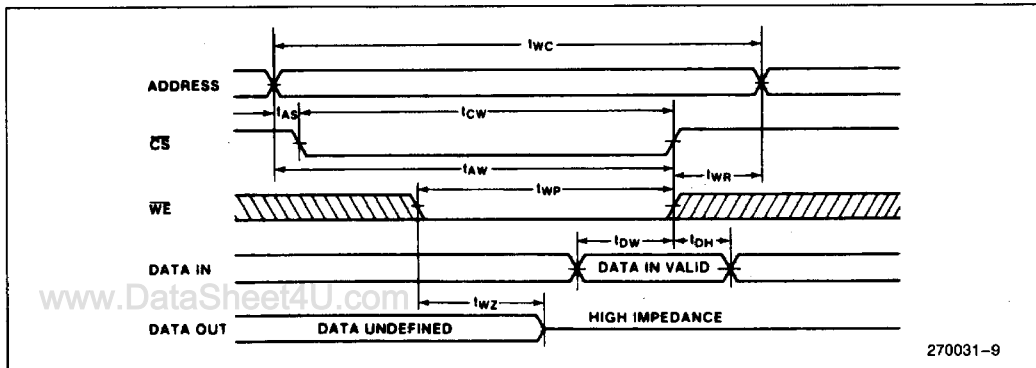 tWC
ADDRESS
tAS
tCW
CS
tAW
tWR
WE
tWP
tDW
tDH
DATA IN
DATA IN VALID
www.DataSheet4U.com
tWZ
DATA OUT
DATA UNDEFINED
HIGH IMPEDANCE
270031-9